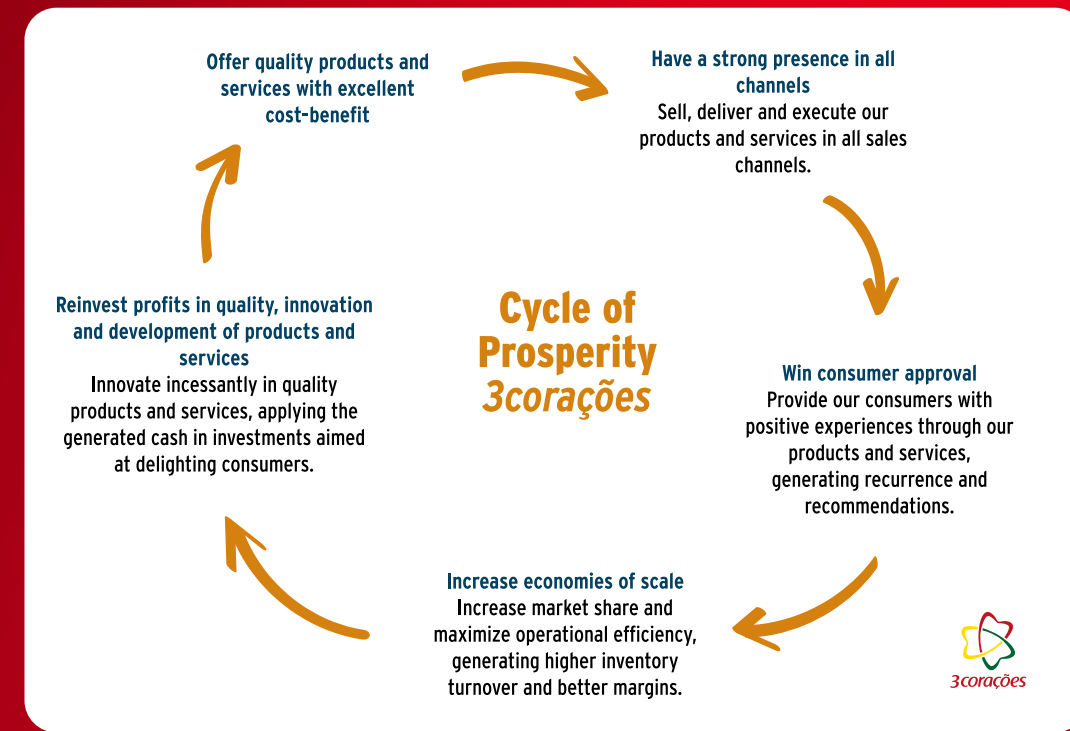 Offer quality products and
services with excellent
cost-benefit
Have a strong presence in all
channels
Sell, deliver and execute our
products and services in all sales
channels.
Win consumer approval
Provide our consumers with
positive experiences through our
products and services,
generating recurrence and
recommendations.
Increase economies of scale
Increase market share and
maximize operational efficiency,
generating higher inventory
turnover and better margins.
Reinvest profits in quality, innovation
and development of products and
services
Innovate incessantly in quality
products and services, applying the
generated cash in investments aimed
at delighting consumers.
Cycle of
Prosperity
3corações
3corações